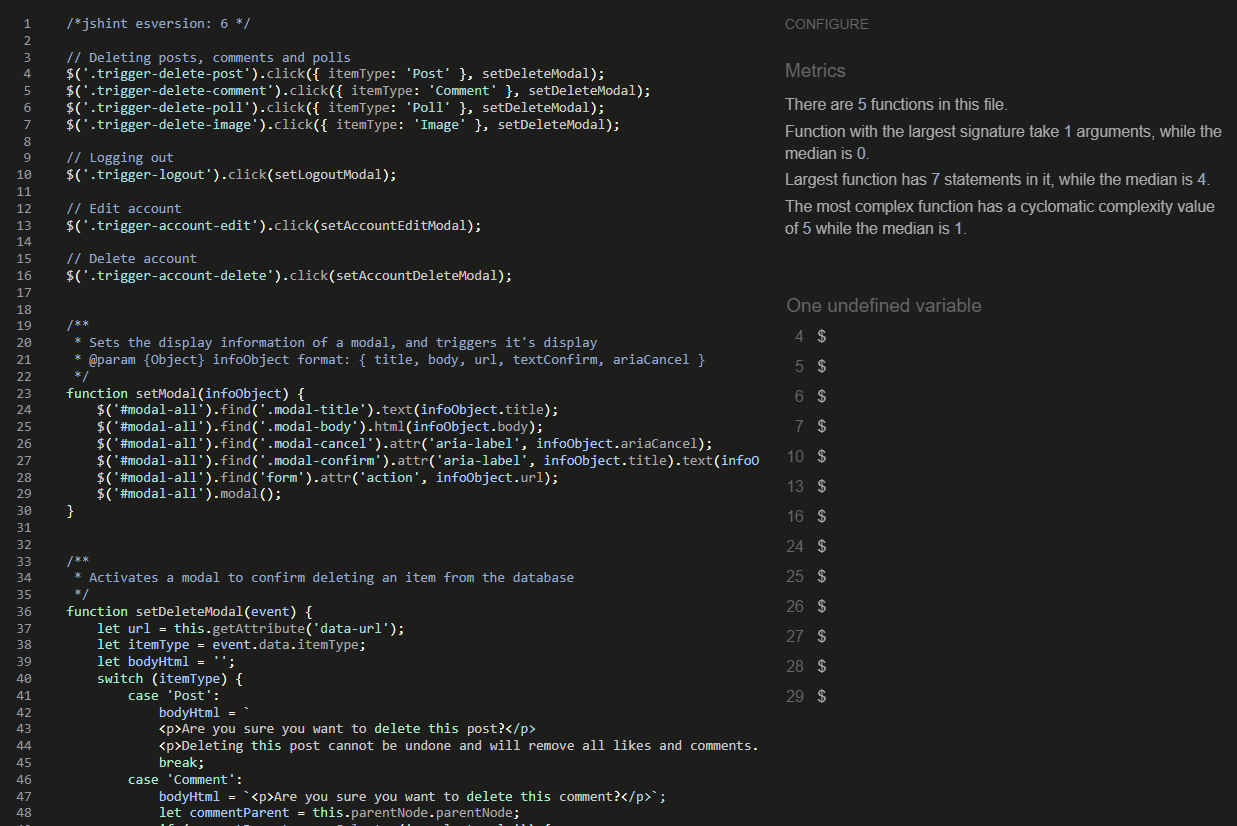 1 /*jshint esversion: 6 */
2
3 // Deleting posts, comments and polls
4 $('.trigger-delete-post').click({ itemType: 'Post' }, setDeleteModal);
5 $('.trigger-delete-comment').click({ itemType: 'Comment' }, setDeleteModal);
6 $('.trigger-delete-poll').click({ itemType: 'Poll' }, setDeleteModal);
7 $('.trigger-delete-image').click({ itemType: 'Image' }, setDeleteModal);
8
9 // Logging out
10 $('.trigger-logout').click(setLogoutModal);
11
12 // Edit account
13 $('.trigger-account-edit').click(setAccountEditModal);
14
15 // Delete account
16 $('.trigger-account-delete').click(setAccountDeleteModal);
17
18
19 /**
20 * Sets the display information of a modal, and triggers it's display
21 * @param {Object} infoObject format: { title, body, url, textConfirm, ariaCancel }
22 */
23 function setModal(infoObject) {
24 $('#modal-all').find('.modal-title').text(infoObject.title);
25 $('#modal-all').find('.modal-body').html(infoObject.body);
26 $('#modal-all').find('.modal-cancel').attr('aria-label', infoObject.ariaCancel);
27 $('#modal-all').find('.modal-confirm').attr('aria-label', infoObject.title).text(infoO
28 $('#modal-all').find('form').attr('action', infoObject.url);
29 $('#modal-all').modal();
30 }
31
32
33 /**
34 * Activates a modal to confirm deleting an item from the database
35 */
36 function setDeleteModal(event) {
37 let url = this.getAttribute('data-url');
38 let itemType = event.data.itemType;
39 let bodyHtml = '';
40 switch (itemType) {
41 case 'Post':
42 bodyHtml = `
43 <p>Are you sure you want to delete this post?</p>
44 <p>Deleting this post cannot be undone and will remove all likes and comments.
45 break;
46 case 'Comment':
47 bodyHtml = `<p>Are you sure you want to delete this comment?</p>`;
48 let commentParent = this.parentNode.parentNode;
CONFIGURE
Metrics
There are 5 functions in this file.
Function with the largest signature take 1 arguments, while the
median is 0.
Largest function has 7 statements in it, while the median is 4.
The most complex function has a cyclomatic complexity value
of 5 while the median is 1.
One undefined variable
4 $
5 $
6 $
7 $
10 $
13 $
16 $
24 $
25 $
26 $
27 $
28 $
29 $